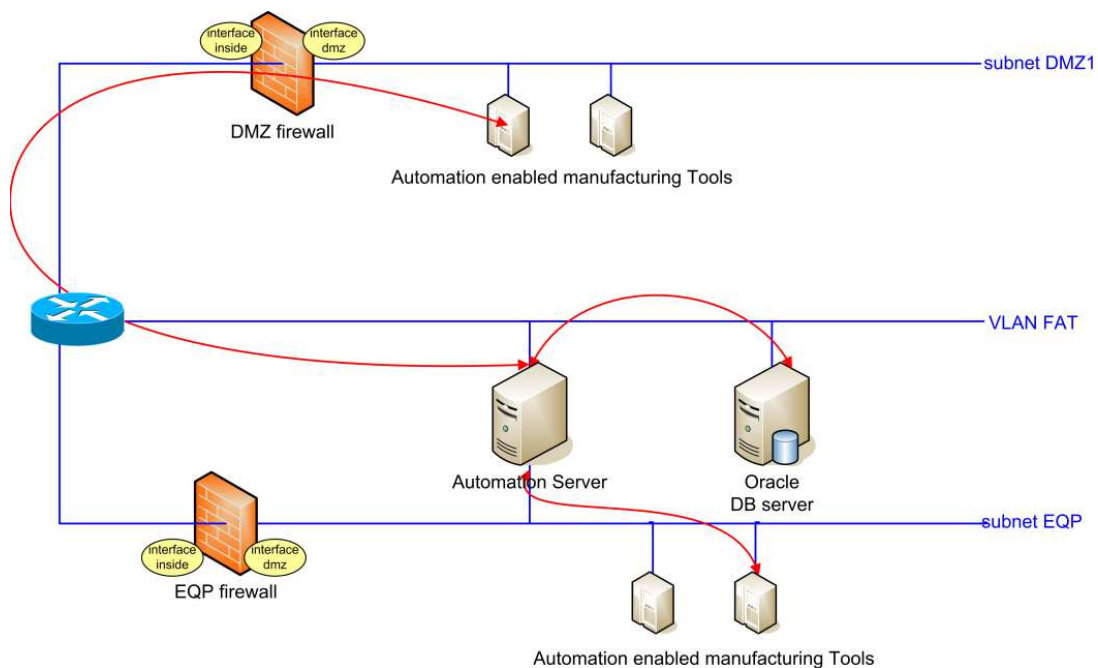 interface
inside
interface
dmz
subnet DMZ1
DMZ firewall
Automation enabled manufacturing Tools
VLAN FAT
Automation Server
Oracle
DB server
subnet EQP
interface
inside
interface
dmz
EQP firewall
Automation enabled manufacturing Tools